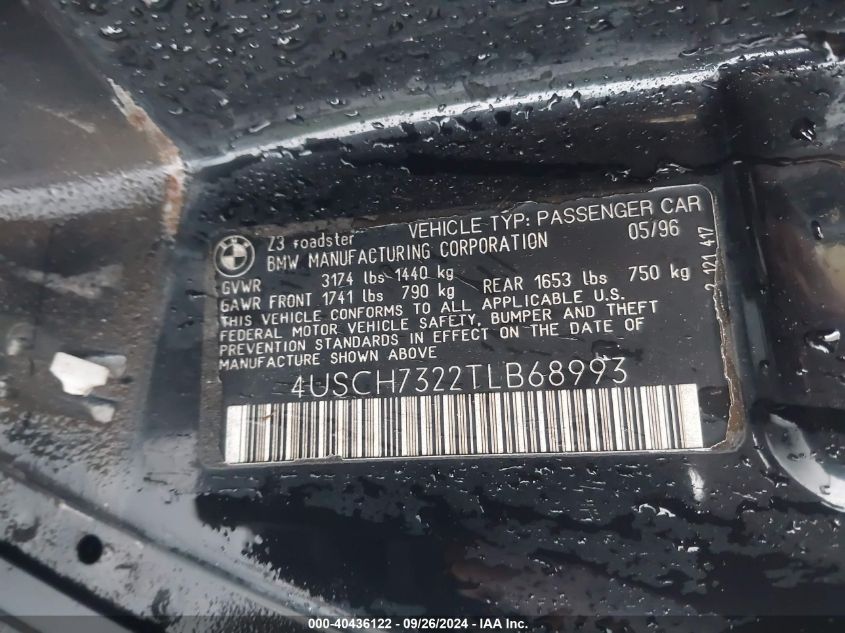 Z3 roadster VEHICLE TYP: PASSENGER CAR
BMW MANUFACTURING CORPORATION 05/96
GVWR 3174 lbs 1440 kg
GAWR FRONT 1741 lbs 790 kg REAR 1653 lbs 750 kg
THIS VEHICLE CONFORMS TO ALL APPLICABLE U.S.
FEDERAL MOTOR VEHICLE SAFETY, BUMPER AND THEFT
PREVENTION STANDARDS IN EFFECT ON THE DATE OF
MANUFACTURE SHOWN ABOVE
4USCH7322TLB68993
2 121 417
000-40436122 - 09/26/2024 - IAA Inc.